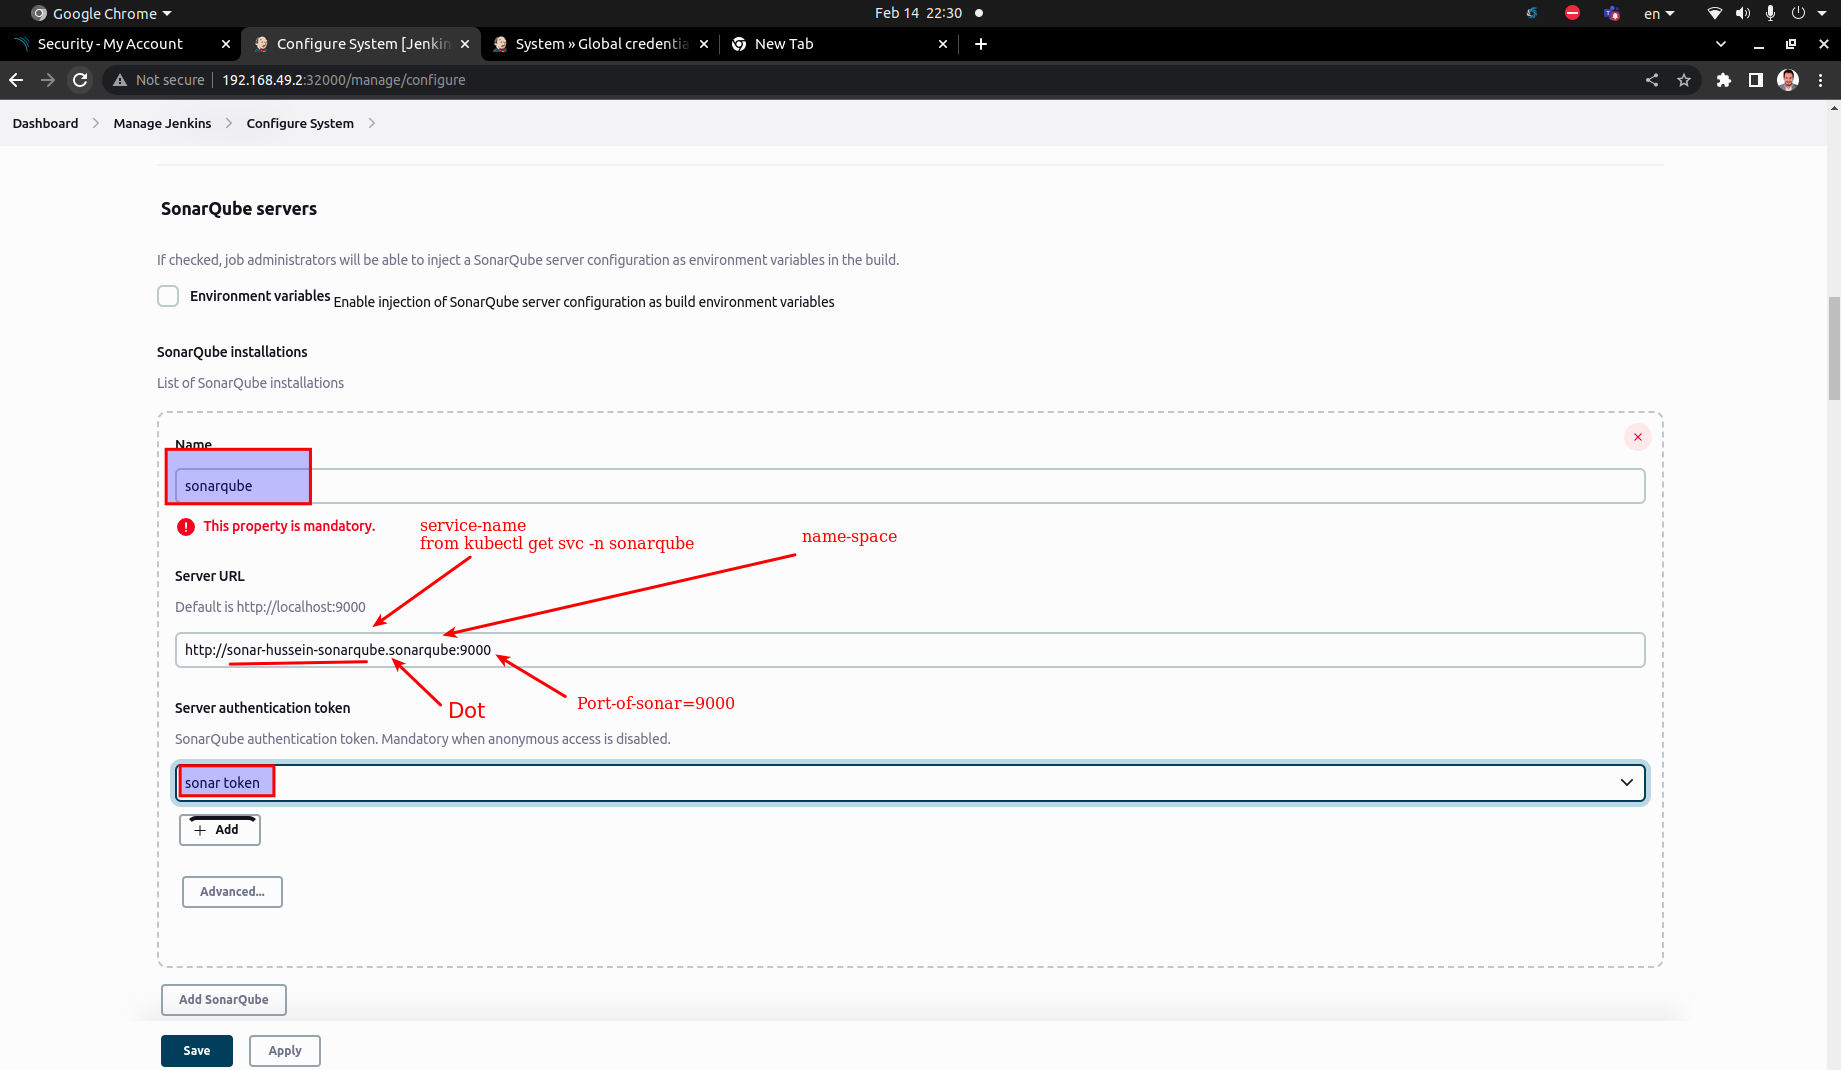 Google Chrome
Feb 14 22:30
en
Security - My Account
Configure System [Jenkin
System » Global credentia
New Tab
Not secure
192.168.49.2:32000/manage/configure
Dashboard
Manage Jenkins
Configure System
SonarQube servers
If checked, job administrators will be able to inject a SonarQube server configuration as environment variables in the build.
Environment variables
Enable injection of SonarQube server configuration as build environment variables
SonarQube installations
List of SonarQube installations
Name
sonarqube
This property is mandatory.
service-name
from kubectl get svc -n sonarqube
name-space
Server URL
Default is http://localhost:9000
http://sonar-hussein-sonarqube.sonarqube:9000
Dot
Port-of-sonar=9000
Server authentication token
SonarQube authentication token. Mandatory when anonymous access is disabled.
sonar token
Add
Advanced...
Add SonarQube
Save
Apply